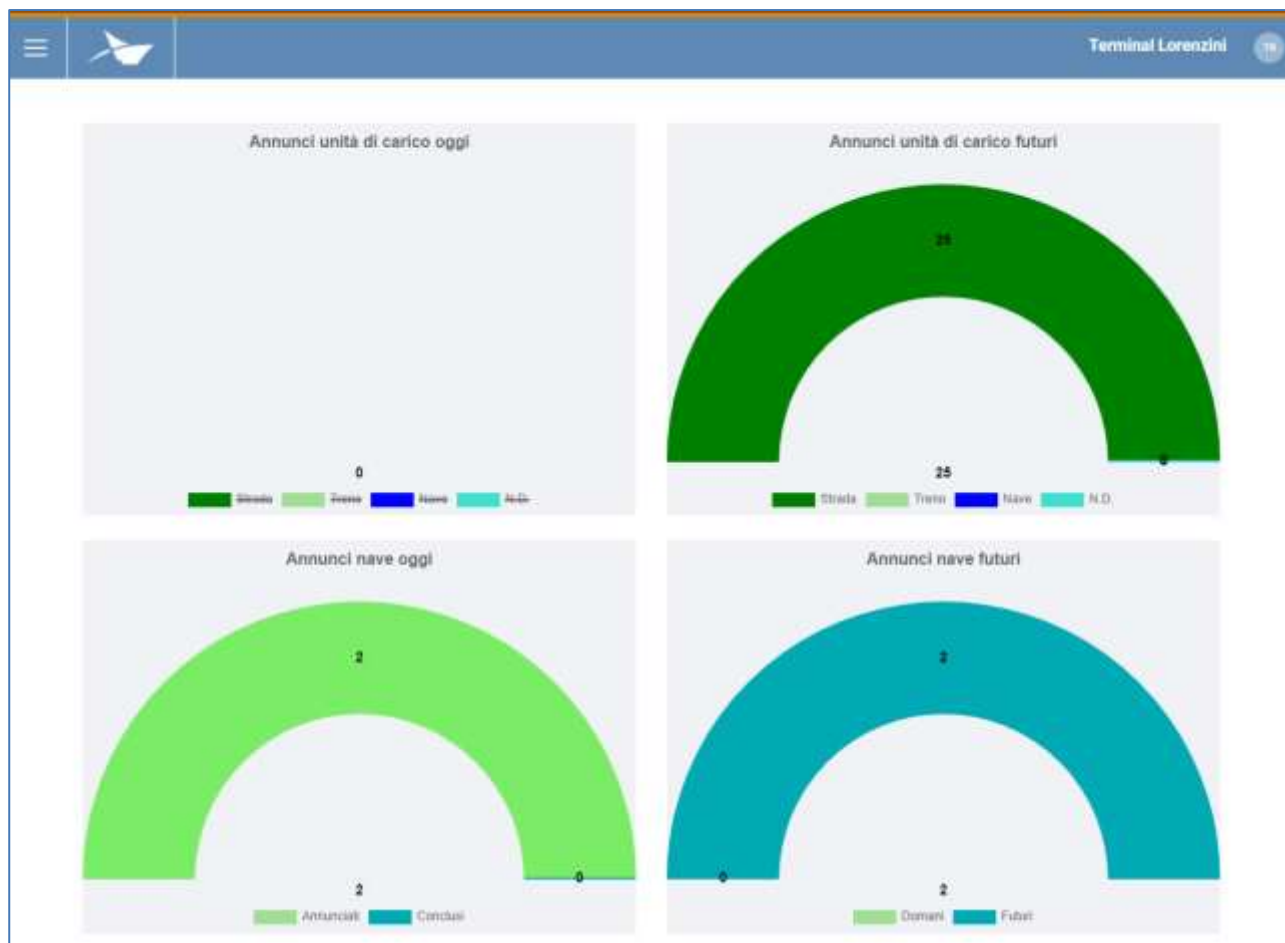 Terminal Lorenzini
Annunci unità di carico oggi
0
Strada Treno Nave N.D.
Annunci unità di carico futuri
25
0
25
Strada Treno Nave N.D.
Annunci nave oggi
2
0
2
Annunciati Conclusi
Annunci nave futuri
2
0
2
Domani Futuri